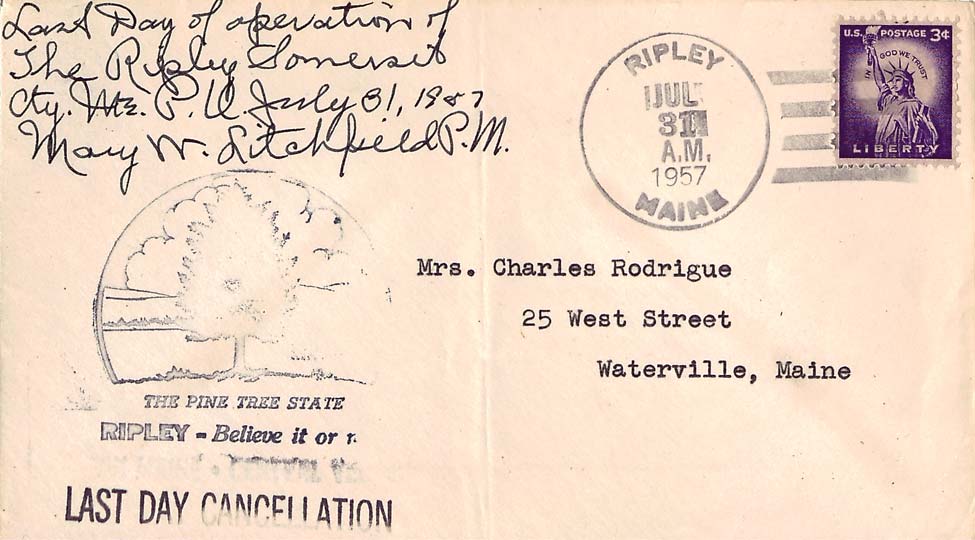 Last Day of operation of
The Ripley Somerset
Cty. Me. P. O. July 31, 1957
Mary W. Litchfield P.M.
RIPLEY
JUL
31
A.M.
1957
MAINE
U.S. POSTAGE 3¢
IN GOD WE TRUST
LIBERTY
Mrs. Charles Rodrigue
25 West Street
Waterville, Maine
THE PINE TREE STATE
RIPLEY - Believe it or
LAST DAY CANCELLATION